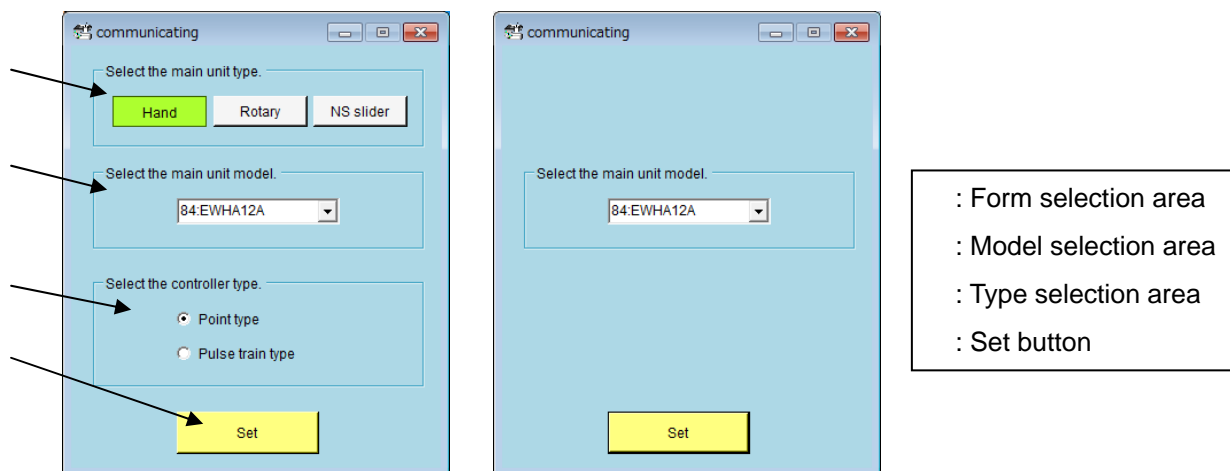 communicating
Select the main unit type.
Hand Rotary NS slider
Select the main unit model.
84:EWHA12A
Select the controller type.
Point type
Pulse train type
Set
communicating
Select the main unit model.
84:EWHA12A
Set
: Form selection area
: Model selection area
: Type selection area
: Set button